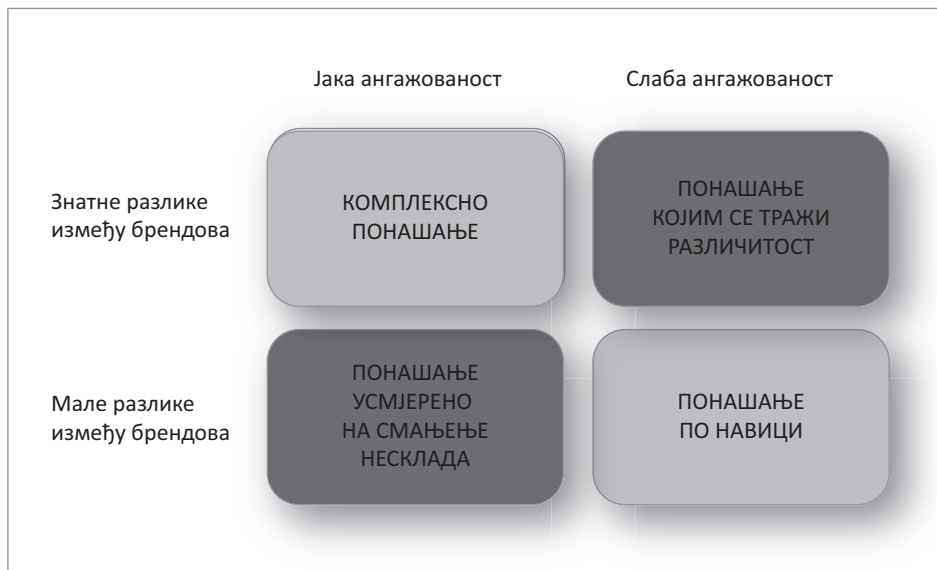 Јака ангажованост
Слаба ангажованост
Знатне разлике
између брендова
КОМПЛЕКСНО
ПОНАШАЊЕ
ПОНАШАЊЕ
КОЈИМ СЕ ТРАЖИ
РАЗЛИЧИТОСТ
Мале разлике
између брендова
ПОНАШАЊЕ
УСМЈЕРЕНО
НА СМАЊЕЊЕ
НЕСКЛАДА
ПОНАШАЊЕ
ПО НАВИЦИ